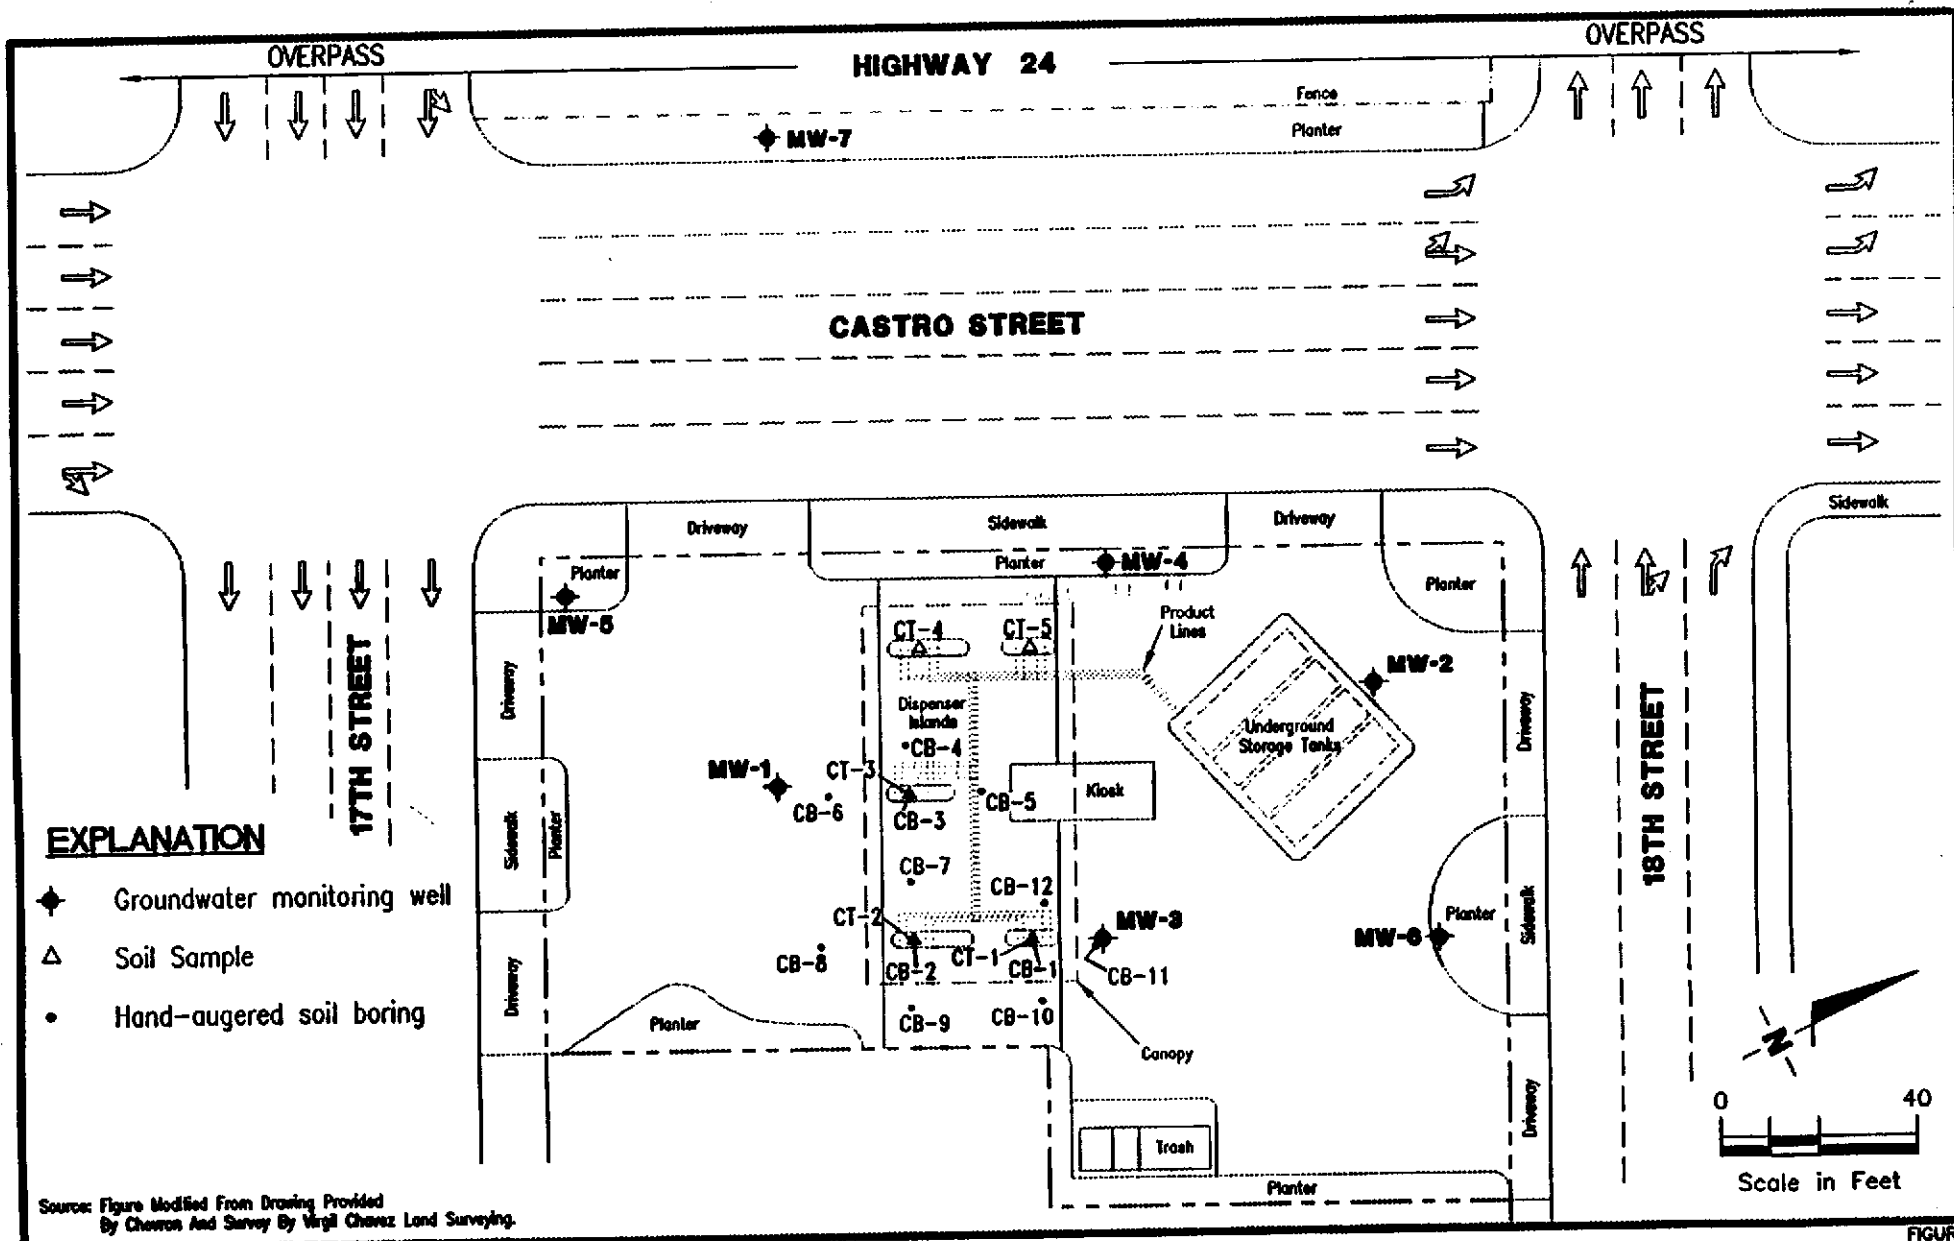 OVERPASS
HIGHWAY 24
OVERPASS
Fence
Planter
MW-7
CASTRO STREET
Sidewalk
Driveway
Sidewalk
Driveway
Planter
Planter
MW-4
Planter
MW-5
CT-4
CT-5
Product
Lines
MW-2
17TH STREET
Driveway
Dispenser
Islands
CB-4
Underground
Storage Tanks
Driveway
18TH STREET
MW-1
CT-3
CB-6
CB-3
CB-5
Kiosk
EXPLANATION
Sidewalk
Planter
CB-7
CB-12
Groundwater monitoring well
CT-2
MW-3
MW-6
Planter
Sidewalk
Soil Sample
CB-8
CB-2
CT-1
CB-1
CB-11
Driveway
Hand-augered soil boring
Planter
CB-9
CB-10
Canopy
N
Driveway
0
40
Trash
Scale in Feet
Planter
Source: Figure Modified From Drawing Provided
By Chevron And Survey By Virgil Chavez Land Surveying.
FIGUR